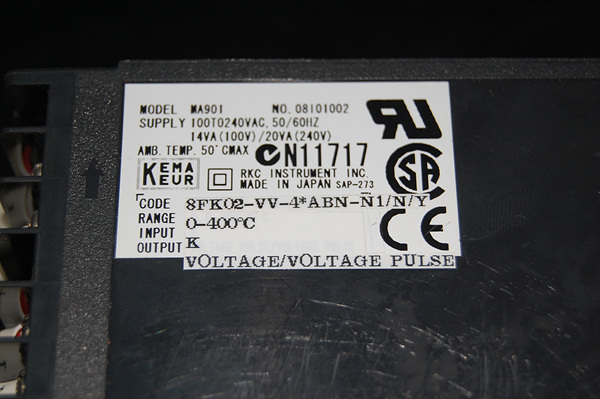 MODEL MA901 NO. 08101002
SUPPLY 100TO240VAC, 50/60HZ
14VA (100V) /20VA (240V)
AMB. TEMP. 50°CMAX N11717
KEMA KEUR
RKC INSTRUMENT INC.
MADE IN JAPAN SAP-273
CODE 8FK02-VV-4*ABN-N1/N/Y
RANGE 0-400℃
INPUT K
OUTPUT VOLTAGE/VOLTAGE PULSE
RU
SA
CE